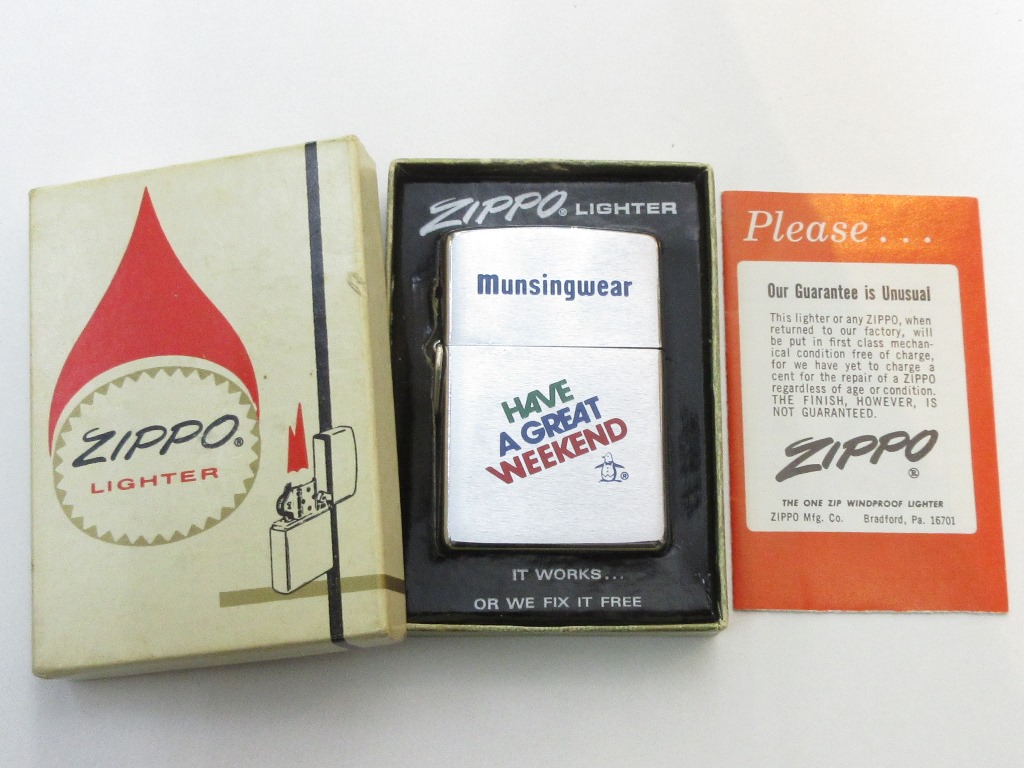 ZIPPO®
LIGHTER
ZIPPO® LIGHTER
Munsingwear
HAVE
A GREAT
WEEKEND
®
IT WORKS...
OR WE FIX IT FREE
Please...
Our Guarantee is Unusual
This lighter or any ZIPPO, when
returned to our factory, will
be put in first class mechan-
ical condition free of charge,
for we have yet to charge a
cent for the repair of a ZIPPO
regardless of age or condition.
THE FINISH, HOWEVER, IS
NOT GUARANTEED.
ZIPPO
®
THE ONE ZIP WINDPROOF LIGHTER
ZIPPO Mfg. Co. Bradford, Pa. 16701